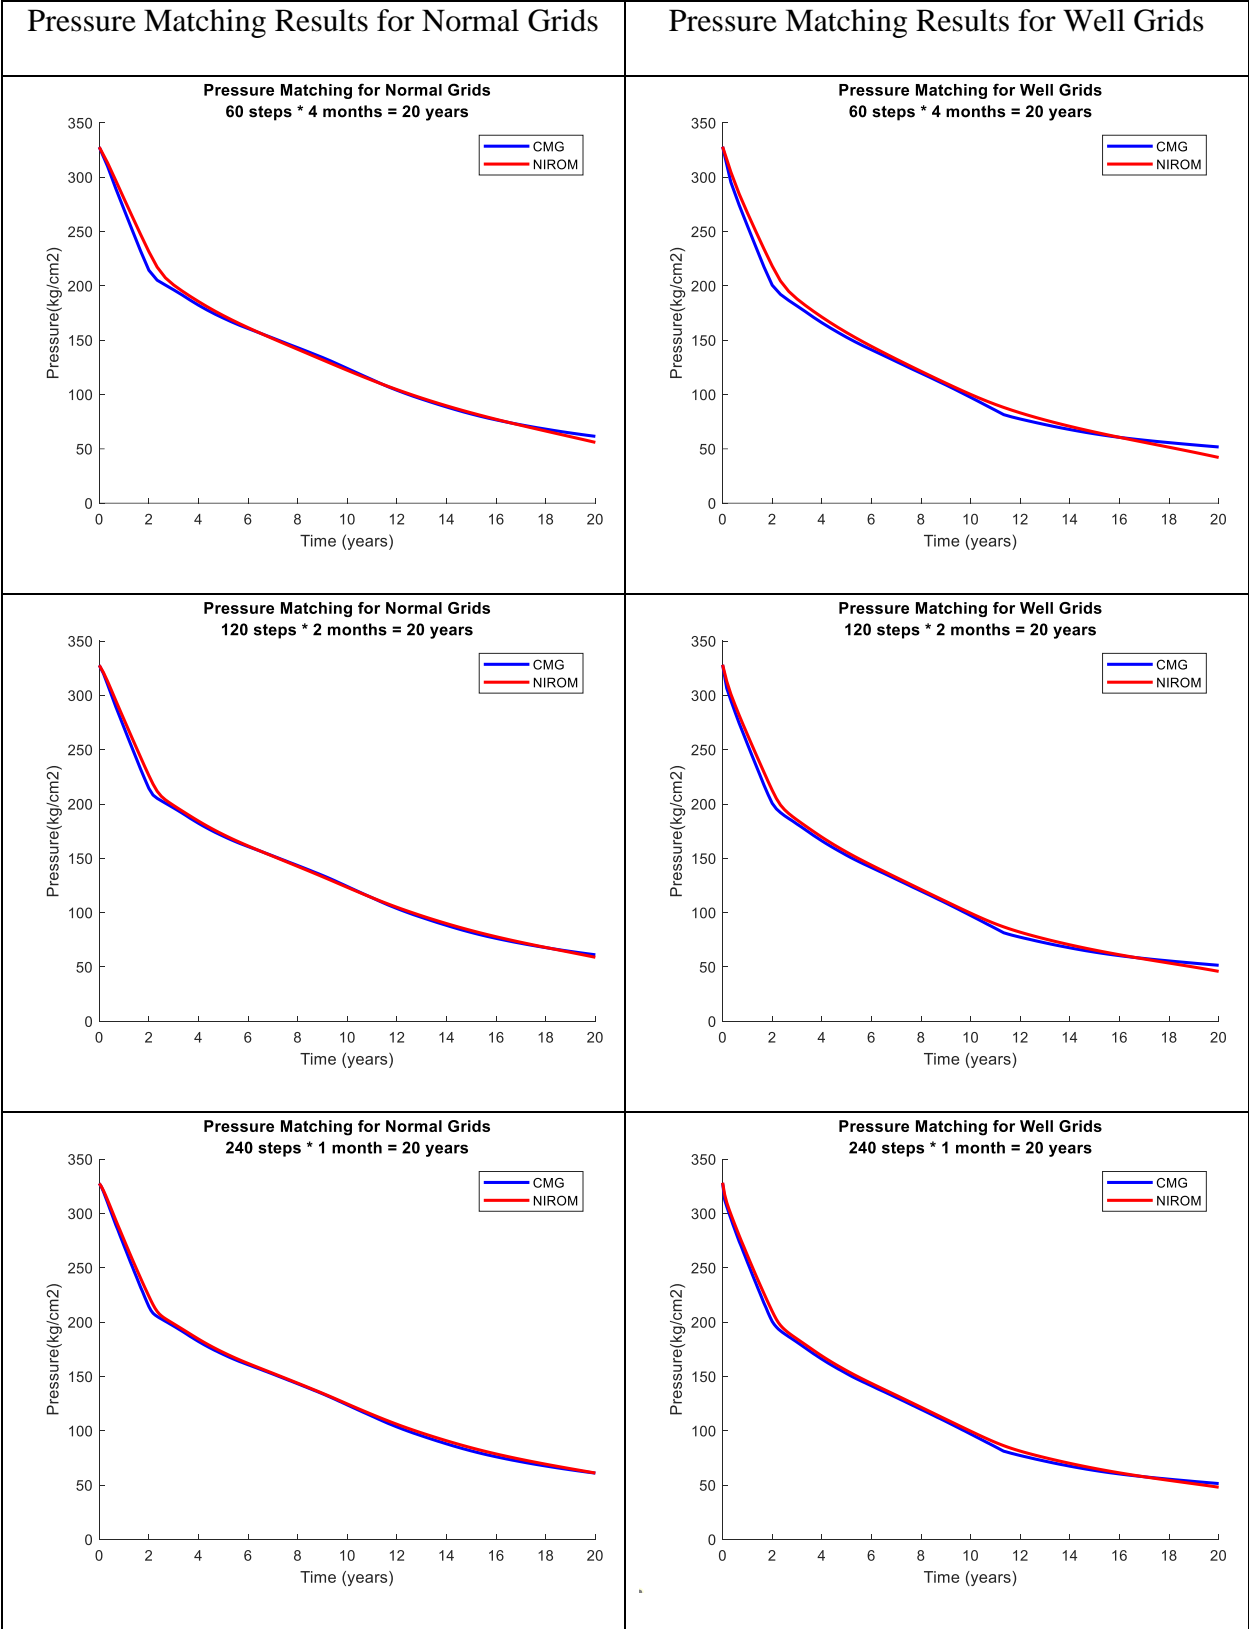 Pressure Matching Results for Normal Grids
Pressure Matching Results for Well Grids
Pressure Matching for Normal Grids
60 steps * 4 months = 20 years
350
300
250
200
150
100
50
0
Pressure(kg/cm2)
CMG
NIROM
0 2 4 6 8 10 12 14 16 18 20
Time (years)
Pressure Matching for Well Grids
60 steps * 4 months = 20 years
350
300
250
200
150
100
50
0
Pressure(kg/cm2)
CMG
NIROM
0 2 4 6 8 10 12 14 16 18 20
Time (years)
Pressure Matching for Normal Grids
120 steps * 2 months = 20 years
350
300
250
200
150
100
50
0
Pressure(kg/cm2)
CMG
NIROM
0 2 4 6 8 10 12 14 16 18 20
Time (years)
Pressure Matching for Well Grids
120 steps * 2 months = 20 years
350
300
250
200
150
100
50
0
Pressure(kg/cm2)
CMG
NIROM
0 2 4 6 8 10 12 14 16 18 20
Time (years)
Pressure Matching for Normal Grids
240 steps * 1 month = 20 years
350
300
250
200
150
100
50
0
Pressure(kg/cm2)
CMG
NIROM
0 2 4 6 8 10 12 14 16 18 20
Time (years)
Pressure Matching for Well Grids
240 steps * 1 month = 20 years
350
300
250
200
150
100
50
0
Pressure(kg/cm2)
CMG
NIROM
0 2 4 6 8 10 12 14 16 18 20
Time (years)